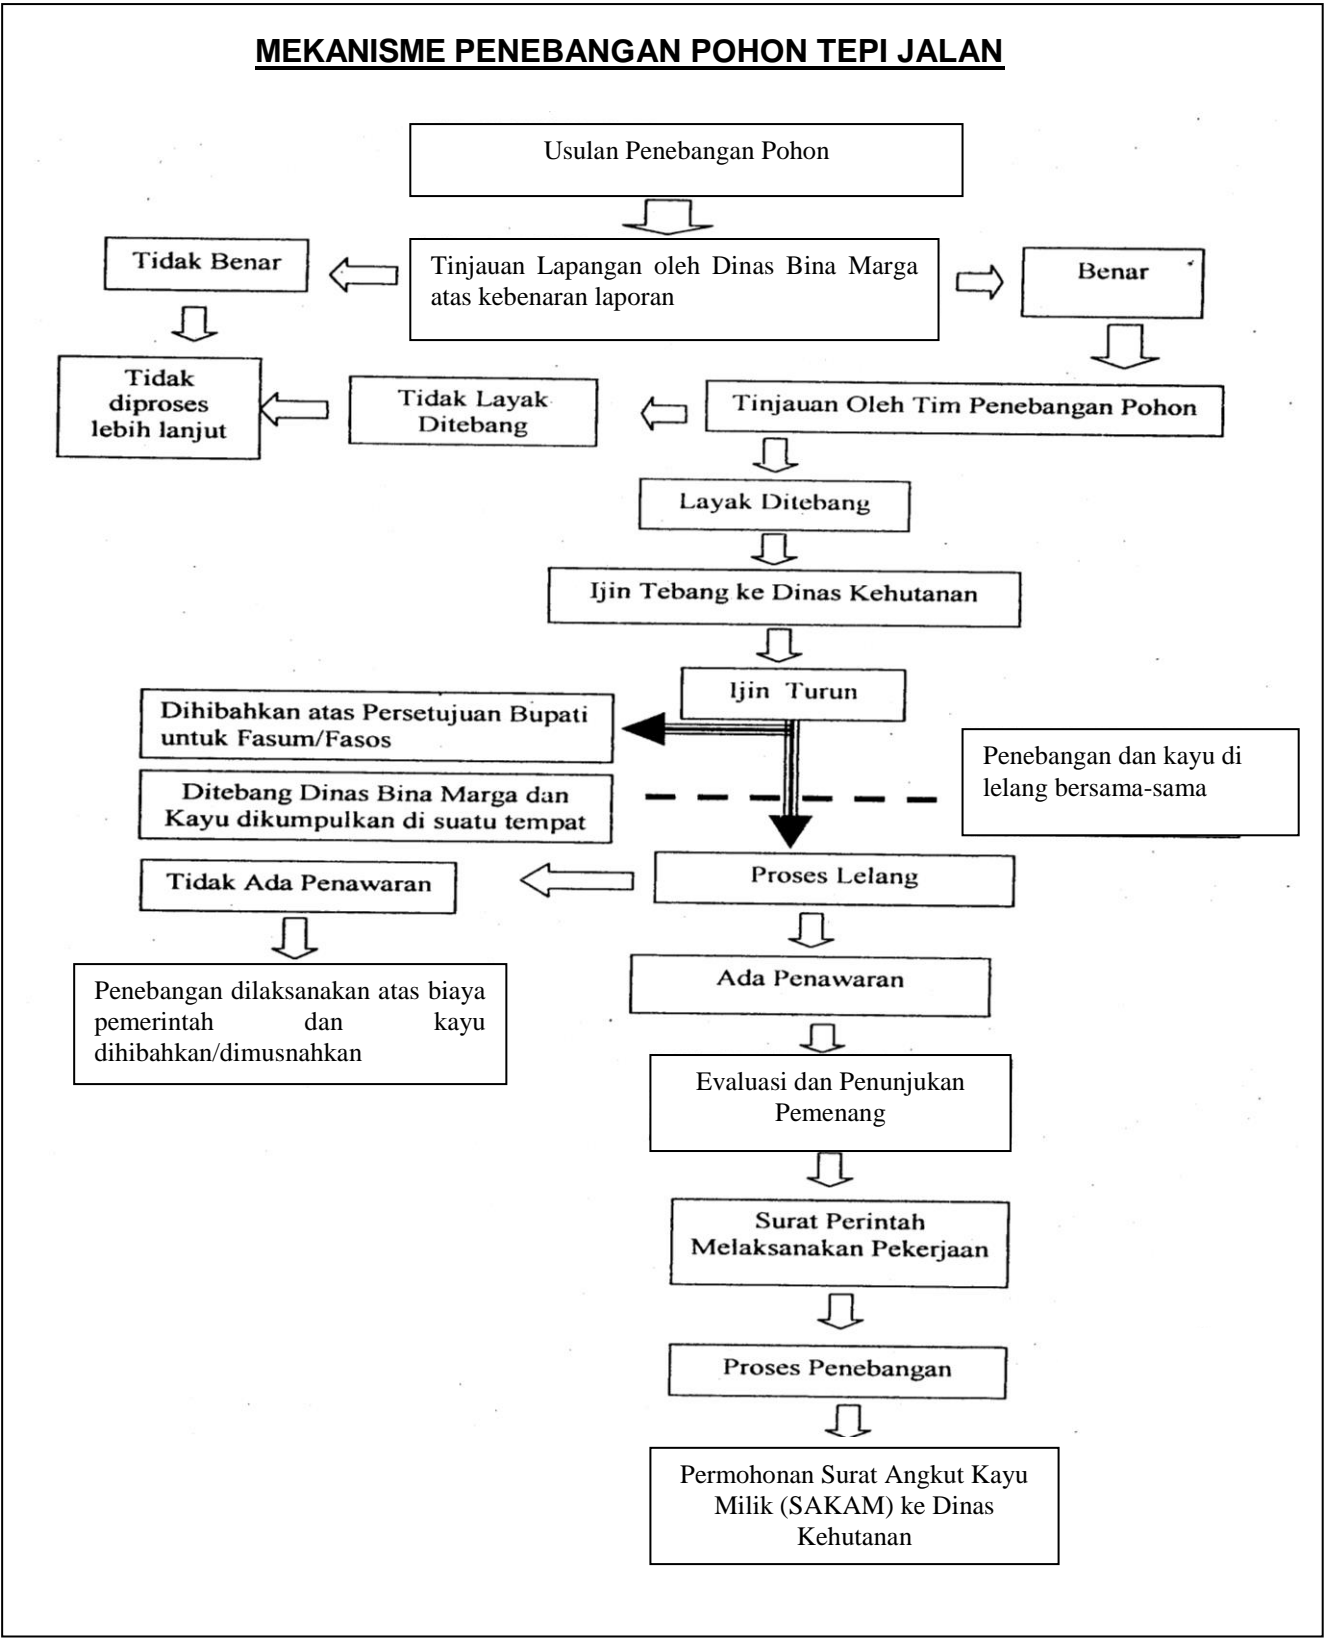 MEKANISME PENEBANGAN POHON TEPI JALAN
Usulan Penebangan Pohon
Tidak Benar
Tinjauan Lapangan oleh Dinas Bina Marga
atas kebenaran laporan
Benar
Tidak
diproses
lebih lanjut
Tidak Layak
Ditebang
Tinjauan Oleh Tim Penebangan Pohon
Layak Ditebang
Ijin Tebang ke Dinas Kehutanan
Ijin Turun
Dihibahkan atas Persetujuan Bupati
untuk Fasum/Fasos
Penebangan dan kayu di
lelang bersama-sama
Ditebang Dinas Bina Marga dan
Kayu dikumpulkan di suatu tempat
Tidak Ada Penawaran
Proses Lelang
Penebangan dilaksanakan atas biaya
pemerintah dan kayu
dihibahkan/dimusnahkan
Ada Penawaran
Evaluasi dan Penunjukan
Pemenang
Surat Perintah
Melaksanakan Pekerjaan
Proses Penebangan
Permohonan Surat Angkut Kayu
Milik (SAKAM) ke Dinas
Kehutanan